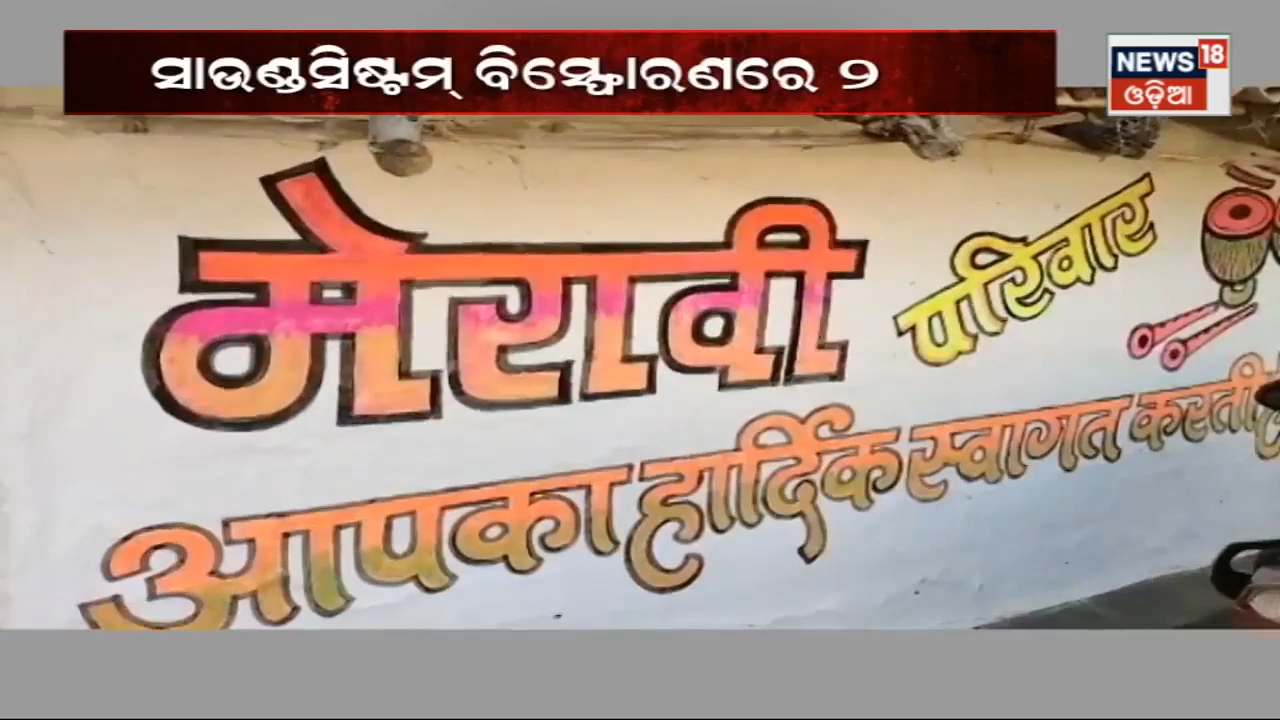 ସାଉଣ୍ଡସିଷ୍ଟମ୍ ବିସ୍ଫୋରଣରେ ୨
NEWS 18
ଓଡ଼ିଆ
मेरावी परिवार
आपका हार्दिक स्वागत करती